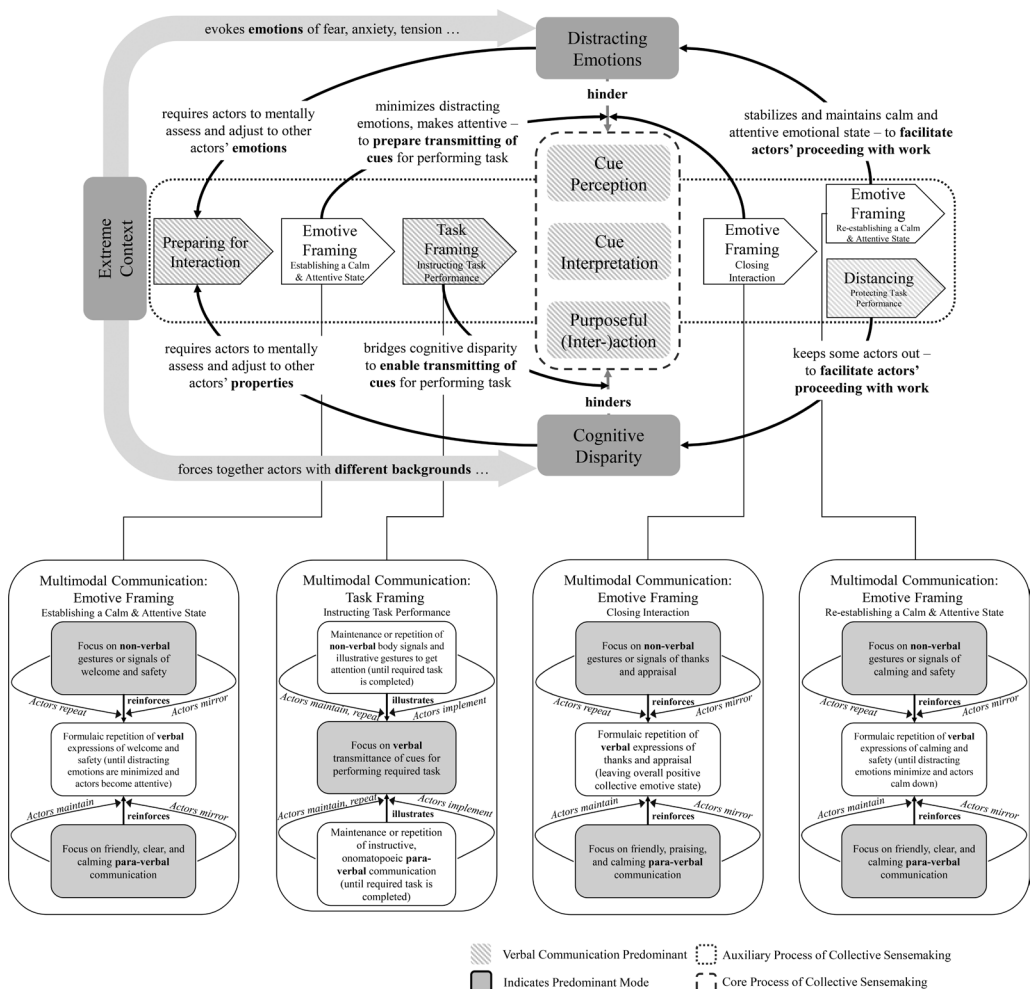 evokes emotions of fear, anxiety, tension …
Distracting
Emotions
hinder
requires actors to mentally
assess and adjust to other
actors’ emotions
minimizes distracting
emotions, makes attentive –
to prepare transmitting of
cues for performing task
stabilizes and maintains calm and
attentive emotional state – to facilitate
actors’ proceeding with work
Extreme
Context
Preparing for
Interaction
Emotive
Framing
Establishing a Calm
& Attentive State
Task
Framing
Instructing Task
Performance
Cue
Perception
Cue
Interpretation
Purposeful
(Inter-)action
Emotive
Framing
Closing
Interaction
Emotive
Framing
Re-establishing a Calm
& Attentive State
Distancing
Protecting Task
Performance
requires actors to mentally
assess and adjust to other
actors’ properties
bridges cognitive disparity
to enable transmitting of
cues for performing task
keeps some actors out –
to facilitate actors’
proceeding with work
hinders
Cognitive
Disparity
forces together actors with different backgrounds …
Multimodal Communication:
Emotive Framing
Establishing a Calm & Attentive State
Focus on non-verbal
gestures or signals of
welcome and safety
reinforces
Actors repeat
Actors mirror
Formulaic repetition of verbal
expressions of welcome and
safety (until distracting
emotions are minimized and
actors become attentive)
Actors maintain
Actors mirror
reinforces
Focus on friendly, clear, and
calming para-verbal
communication
Multimodal Communication:
Task Framing
Instructing Task Performance
Maintenance or repetition of
non-verbal body signals and
illustrative gestures to get
attention (until required task
is completed)
illustrates
Actors maintain, repeat
Actors implement
Focus on verbal
transmittance of cues for
performing required task
Actors maintain, repeat
Actors implement
illustrates
Maintenance or repetition
of instructive,
onomatopoeic para-
verbal communication
(until required task is
completed)
Multimodal Communication:
Emotive Framing
Closing Interaction
Focus on non-verbal
gestures or signals of thanks
and appraisal
reinforces
Actors repeat
Actors mirror
Formulaic repetition of
verbal expressions of
thanks and appraisal
(leaving overall positive
collective emotive state)
Actors maintain
Actors mirror
reinforces
Focus on friendly, praising,
and calming para-verbal
communication
Multimodal Communication:
Emotive Framing
Re-establishing a Calm & Attentive State
Focus on non-verbal
gestures or signals of
calming and safety
reinforces
Actors repeat
Actors mirror
Formulaic repetition of verbal
expressions of calming and
safety (until distracting
emotions minimize and actors
calm down)
Actors maintain
Actors mirror
reinforces
Focus on friendly, clear, and
calming para-verbal
communication
Verbal Communication Predominant
Auxiliary Process of Collective Sensemaking
Indicates Predominant Mode
Core Process of Collective Sensemaking